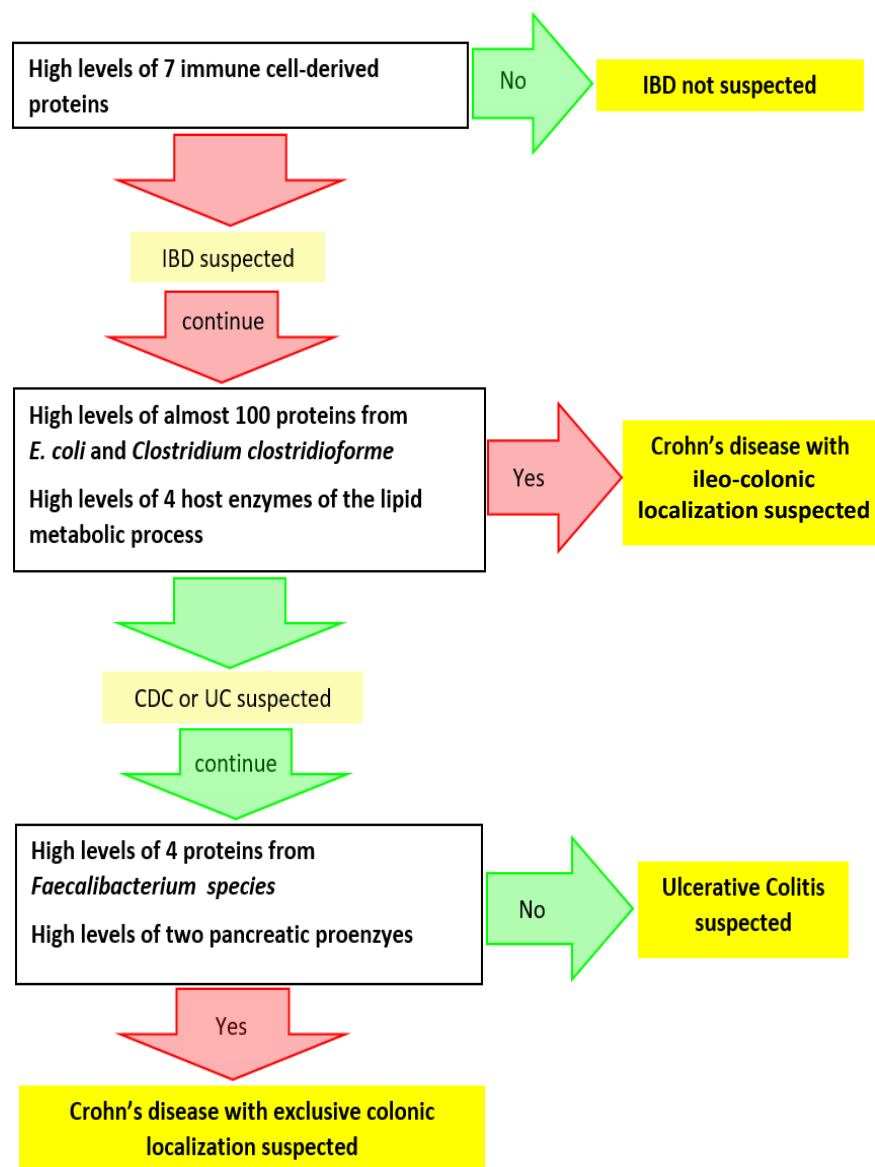 High levels of 7 immune cell-derived
proteins
No
IBD not suspected
IBD suspected
continue
High levels of almost 100 proteins from
E. coli and Clostridium clostridioforme
High levels of 4 host enzymes of the lipid
metabolic process
Yes
Crohn’s disease with
ileo-colonic
localization suspected
CDC or UC suspected
continue
High levels of 4 proteins from
Faecalibacterium species
High levels of two pancreatic proenzyes
No
Ulcerative Colitis
suspected
Yes
Crohn’s disease with exclusive colonic
localization suspected